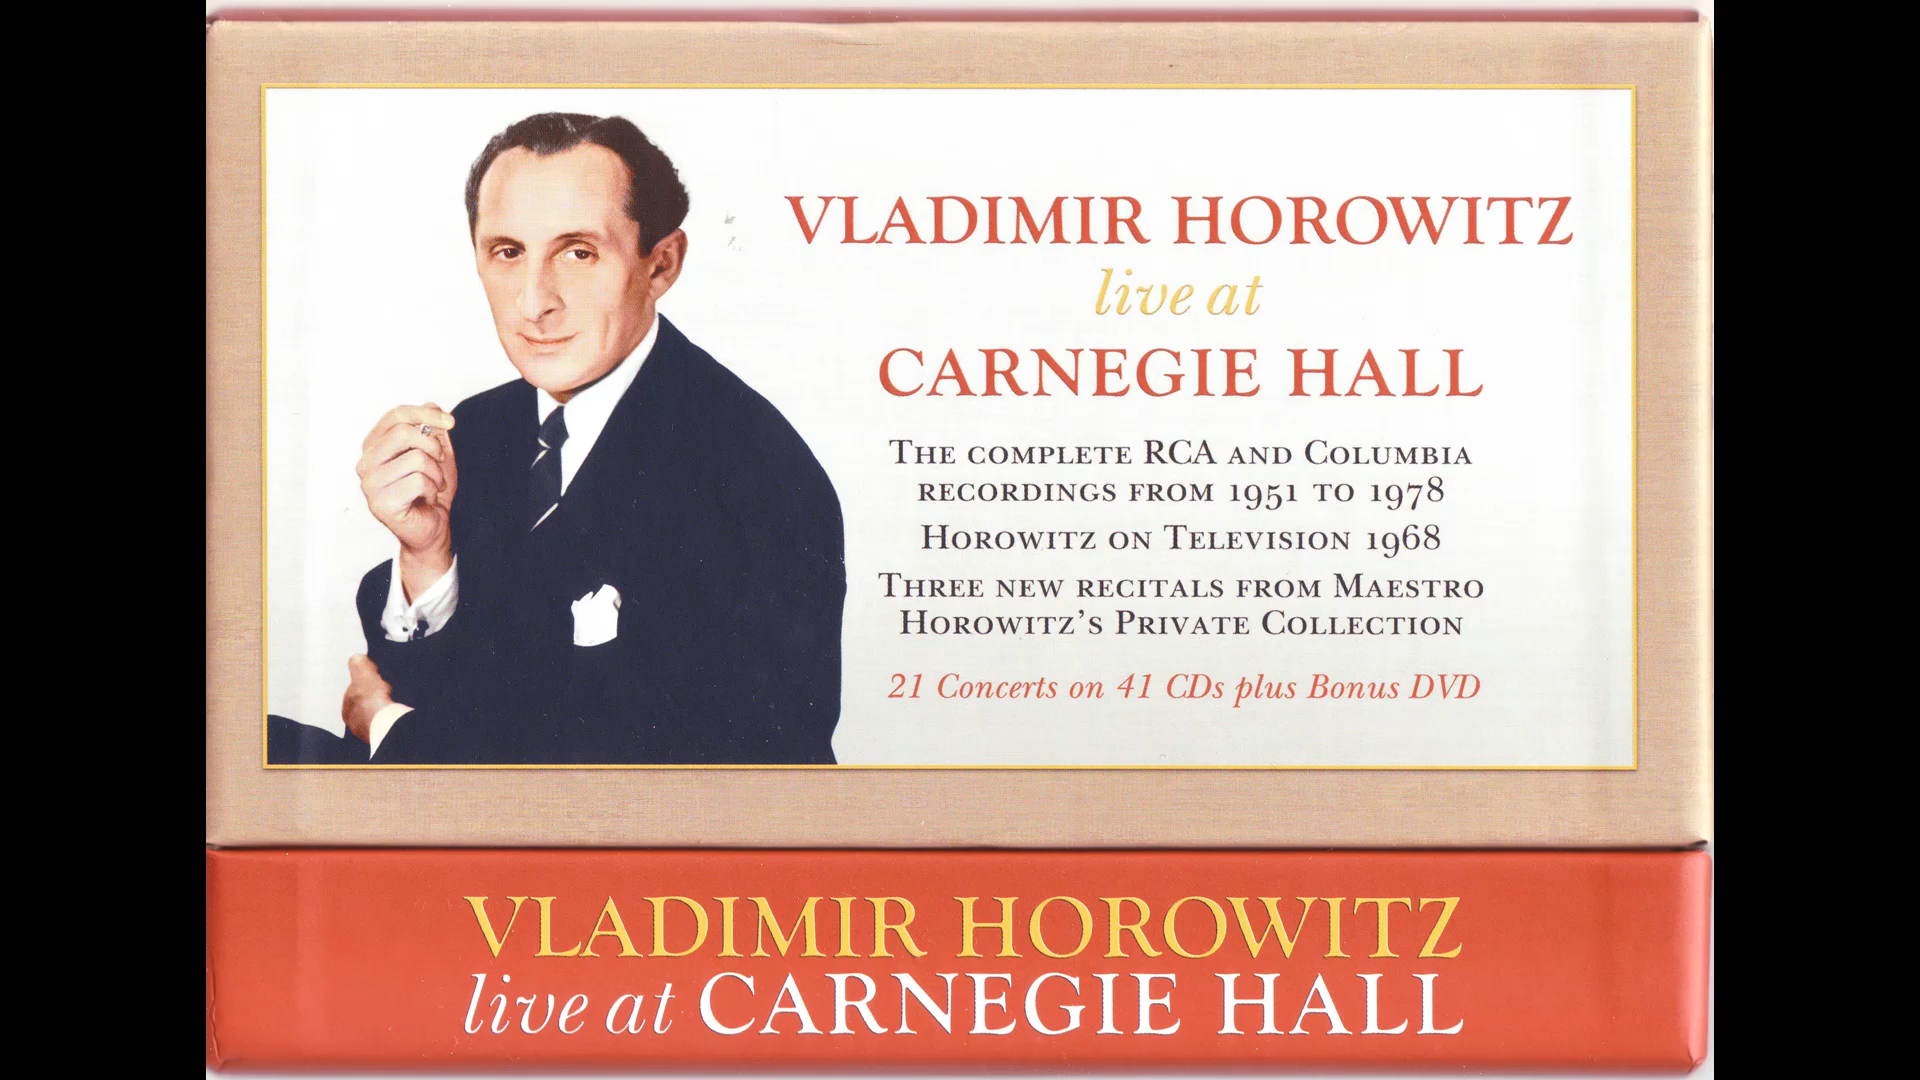 VLADIMIR HOROWITZ
live at
CARNEGIE HALL
THE COMPLETE RCA AND COLUMBIA
RECORDINGS FROM 1951 TO 1978
HOROWITZ ON TELEVISION 1968
THREE NEW RECITALS FROM MAESTRO
HOROWITZ'S PRIVATE COLLECTION
21 Concerts on 41 CDs plus Bonus DVD
VLADIMIR HOROWITZ
live at CARNEGIE HALL